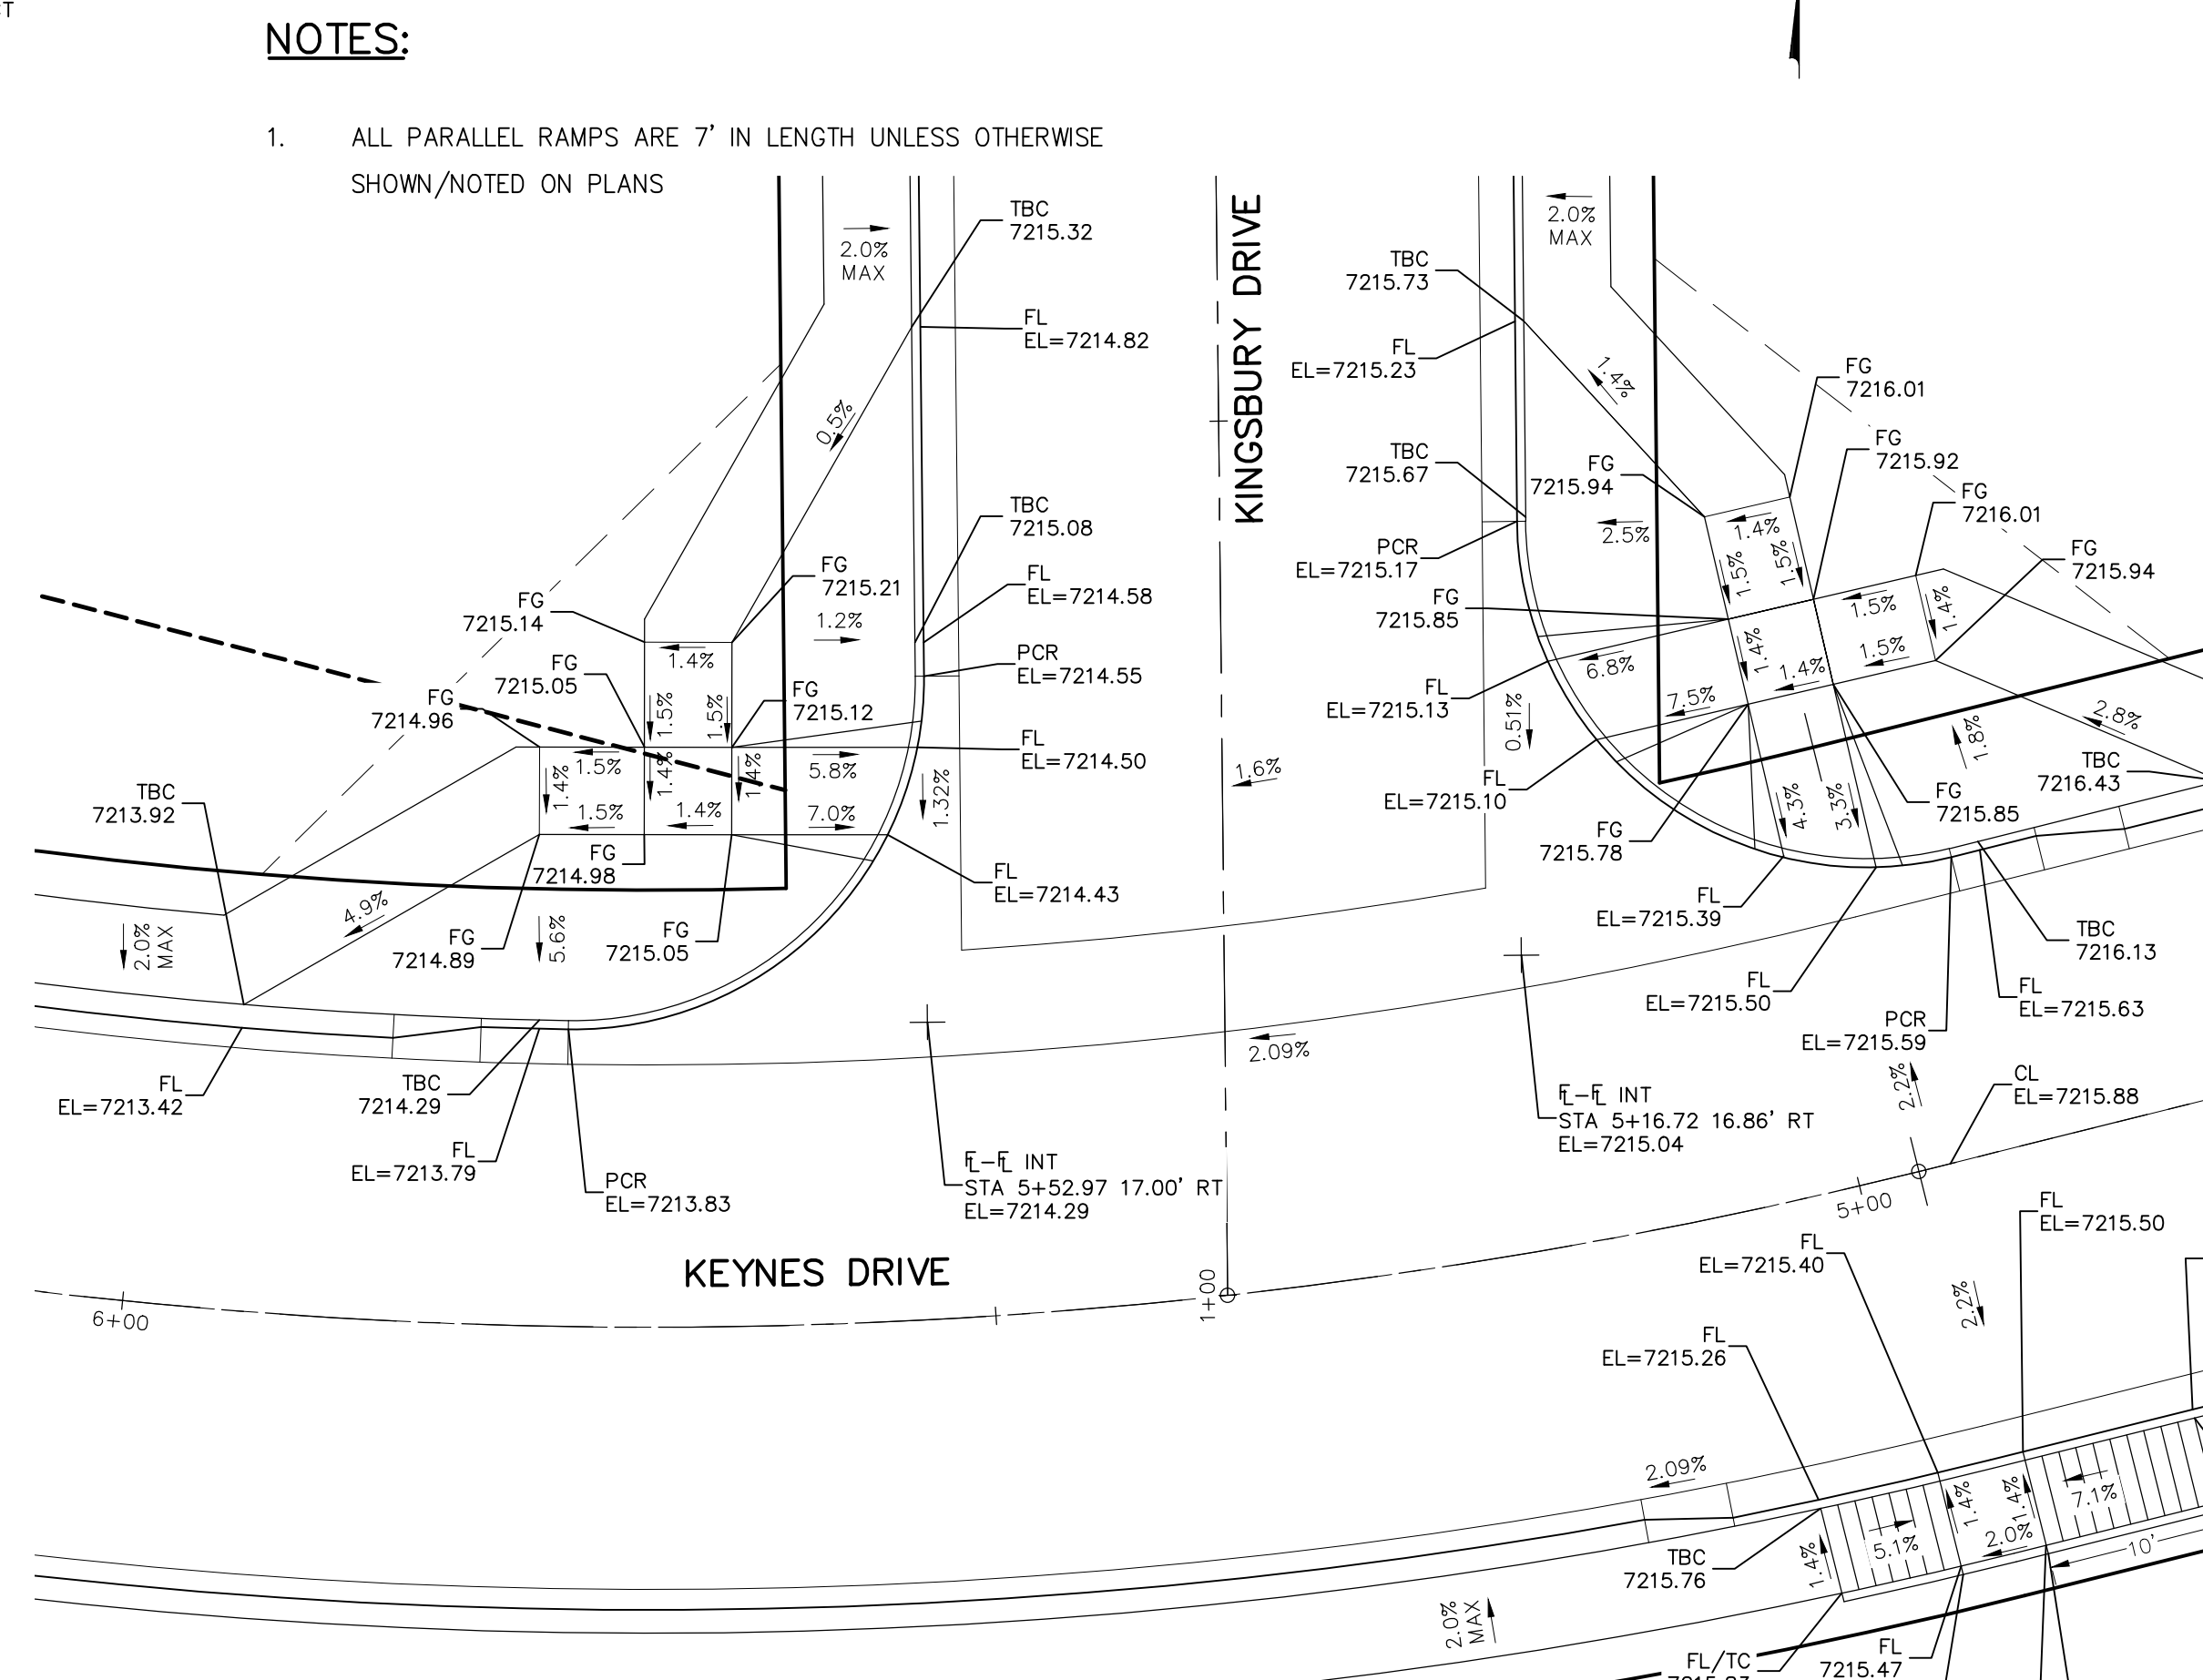 NOTES:
1. ALL PARALLEL RAMPS ARE 7' IN LENGTH UNLESS OTHERWISE
SHOWN/NOTED ON PLANS
2.0%
MAX
TBC
7215.32
FL
EL=7214.82
0.5%
TBC
7215.08
FG
7215.21
FL
EL=7214.58
FG
7215.14
1.2%
1.4%
PCR
EL=7214.55
FG
7215.05
FG
7215.12
FG
7214.96
1.5%
1.5%
FL
EL=7214.50
1.5%
1.4%
1.4%
1.4%
5.8%
TBC
7213.92
1.5%
1.4%
7.0%
1.32%
FG
7214.98
FL
EL=7214.43
4.9%
2.0%
MAX
FG
7214.89
5.6%
FG
7215.05
FL
EL=7213.42
TBC
7214.29
FL
EL=7213.79
PCR
EL=7213.83
FL-FL INT
STA 5+52.97 17.00' RT
EL=7214.29
KINGSBURY DRIVE
1.6%
2.09%
2.0%
MAX
TBC
7215.73
FL
EL=7215.23
1.4%
FG
7216.01
TBC
7215.67
FG
7215.94
FG
7215.92
FG
7216.01
2.5%
1.4%
PCR
EL=7215.17
1.5%
1.5%
FG
7215.94
FG
7215.85
1.5%
1.4%
6.8%
1.4%
1.4%
1.5%
FL
EL=7215.13
7.5%
0.51%
2.8%
1.8%
TBC
7216.43
FL
EL=7215.10
4.3%
3.3%
FG
7215.85
FG
7215.78
FL
EL=7215.39
TBC
7216.13
FL
EL=7215.50
FL
EL=7215.63
PCR
EL=7215.59
2.2%
CL
EL=7215.88
FL-FL INT
STA 5+16.72 16.86' RT
EL=7215.04
5+00
FL
EL=7215.50
FL
EL=7215.40
KEYNES DRIVE
6+00
1+00
2.2%
FL
EL=7215.26
2.09%
1.4%
1.4%
7.1%
5.1%
2.0%
10'
TBC
7215.76
1.4%
2.0%
MAX
FL/TC
FL
7215.47